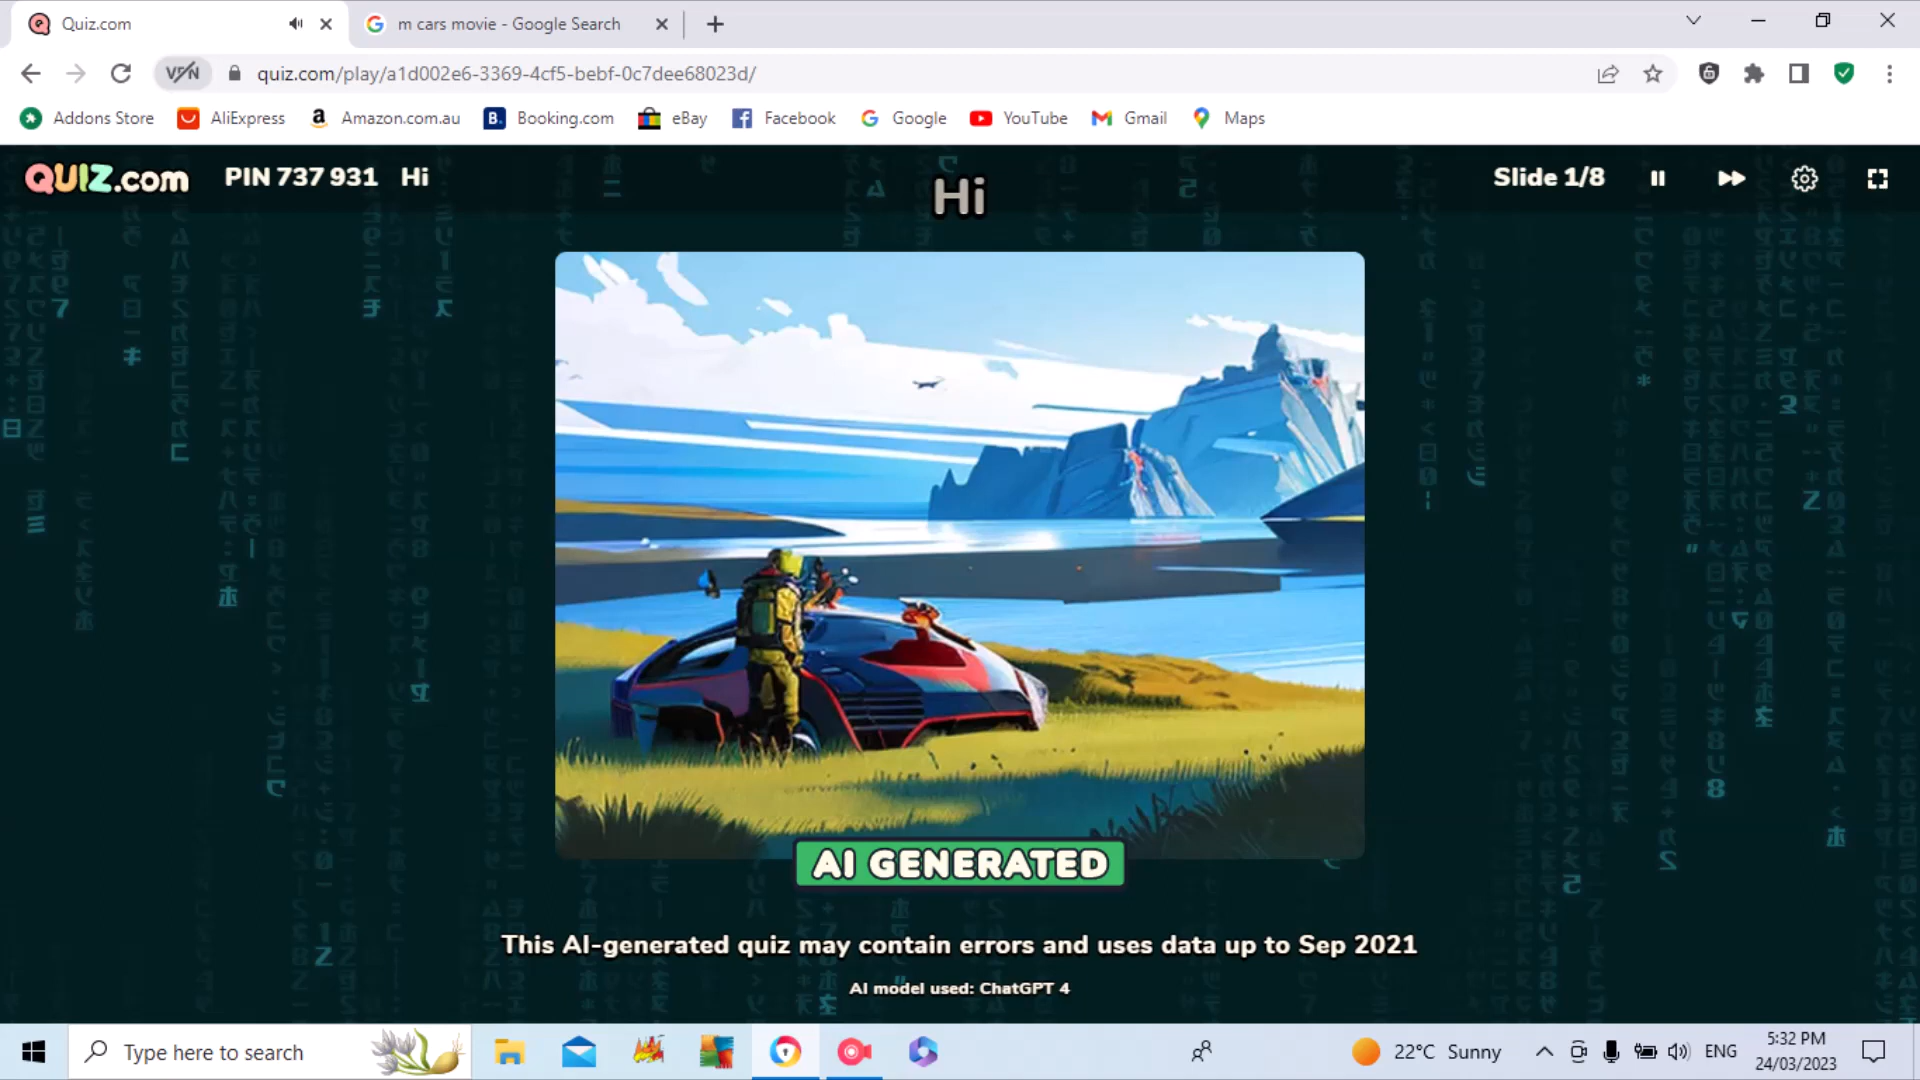 Quiz.com
m cars movie - Google Search
VPN
quiz.com/play/a1d002e6-3369-4cf5-bebf-0c7dee68023d/
Addons Store
AliExpress
Amazon.com.au
Booking.com
eBay
Facebook
Google
YouTube
Gmail
Maps
QUIZ.com
PIN 737 931
Hi
Hi
Slide 1/8
AI GENERATED
This AI-generated quiz may contain errors and uses data up to Sep 2021
AI model used: ChatGPT 4
Type here to search
22°C Sunny
ENG
5:32 PM
24/03/2023